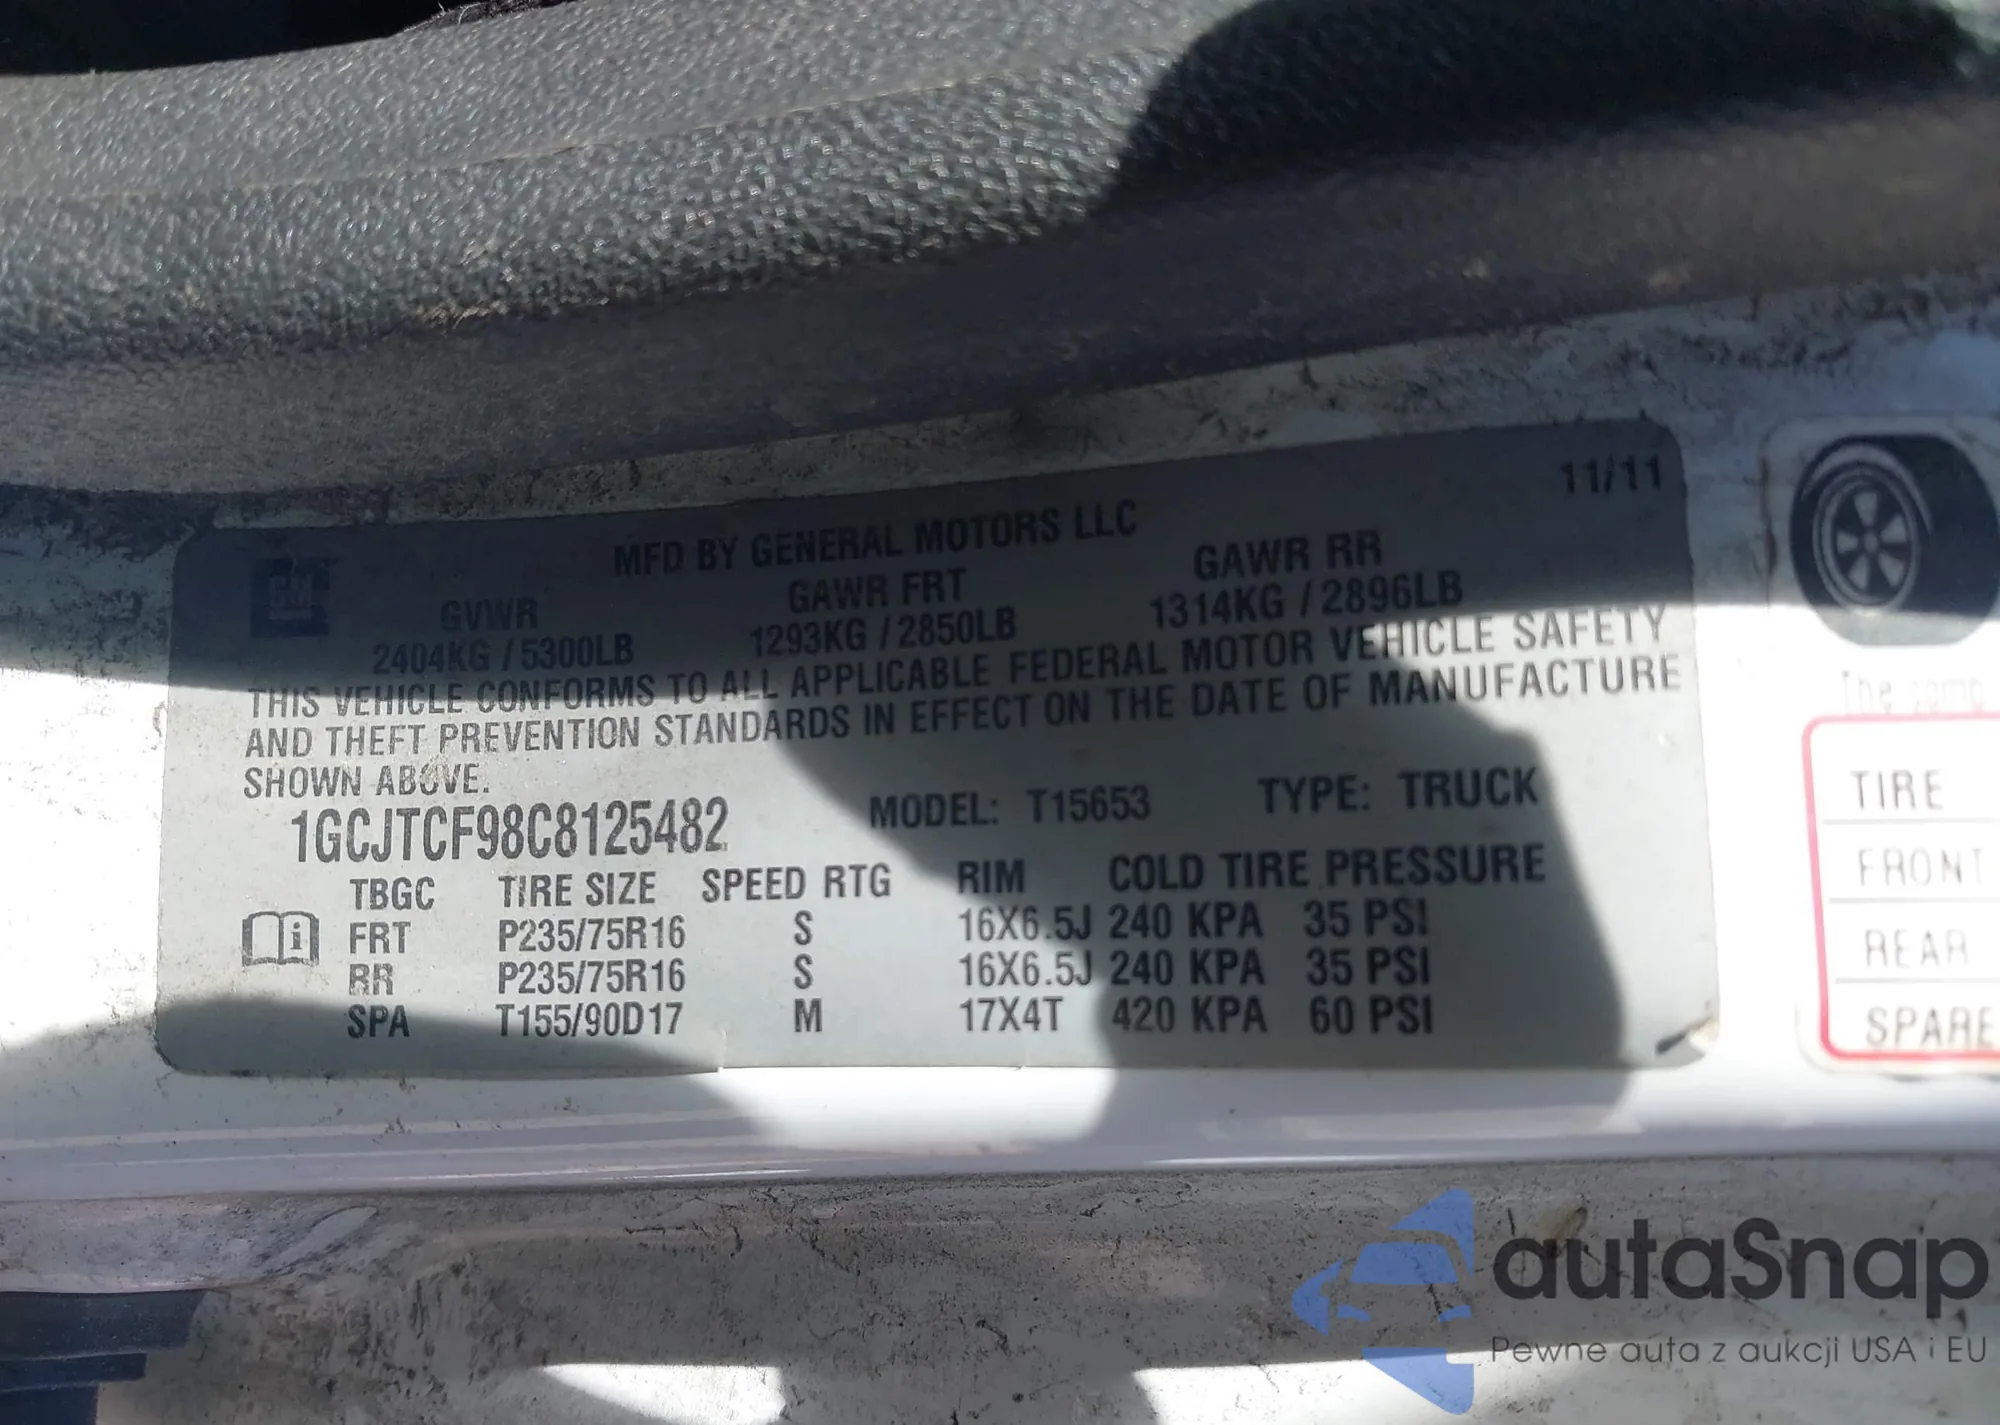 11/11
GM
MFD BY GENERAL MOTORS LLC
GVWR GAWR FRT GAWR RR
2404KG / 5300LB 1293KG / 2850LB 1314KG / 2896LB
THIS VEHICLE CONFORMS TO ALL APPLICABLE FEDERAL MOTOR VEHICLE SAFETY
AND THEFT PREVENTION STANDARDS IN EFFECT ON THE DATE OF MANUFACTURE
SHOWN ABOVE.
1GCJTCF98C8125482 MODEL: T15653 TYPE: TRUCK
TBGC TIRE SIZE SPEED RTG RIM COLD TIRE PRESSURE
FRT P235/75R16 S 16X6.5J 240 KPA 35 PSI
RR P235/75R16 S 16X6.5J 240 KPA 35 PSI
SPA T155/90D17 M 17X4T 420 KPA 60 PSI
The comb
TIRE
FRONT
REAR
SPARE
autoSnap
Pewne auta z aukcji USA i EU